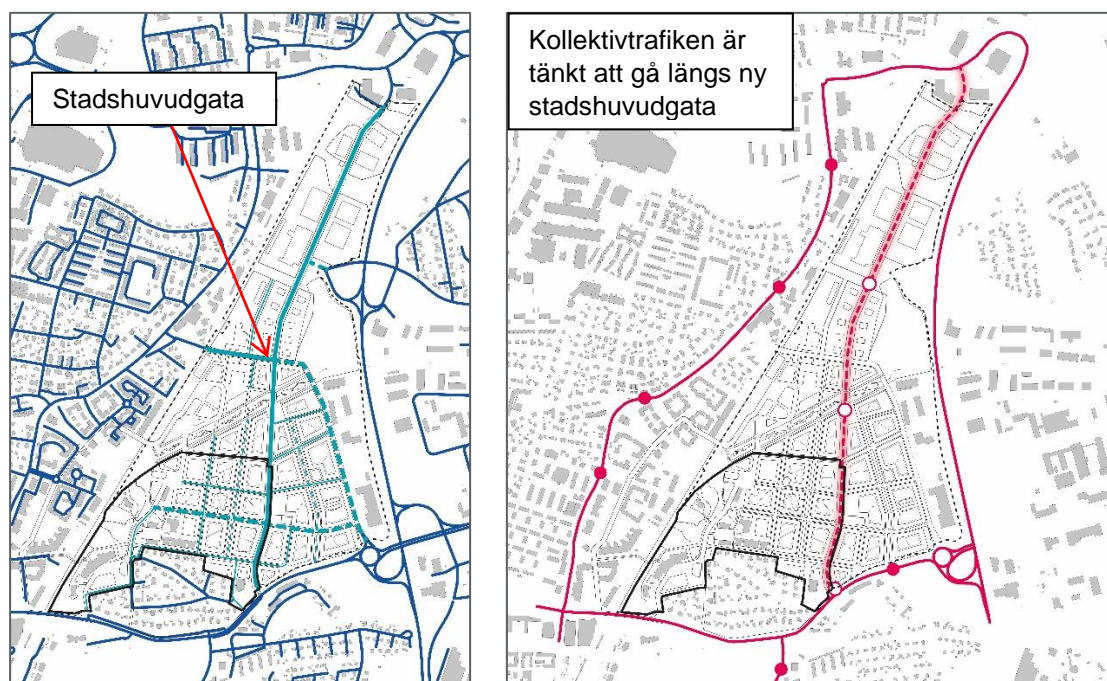 Stadshuvudgata
Kollektivtrafiken är
tänkt att gå längs ny
stadshuvudgata